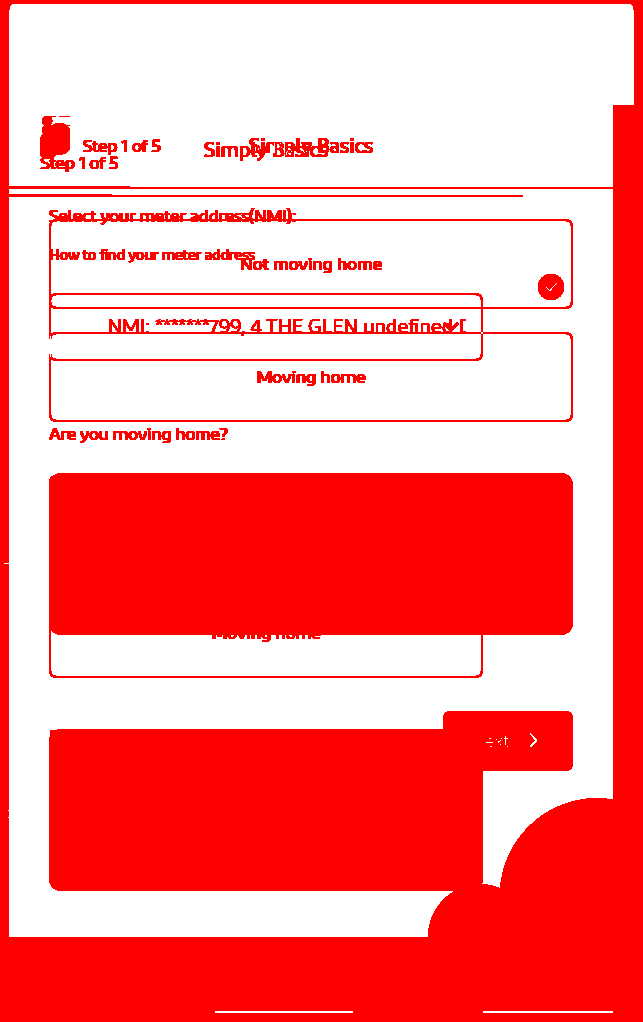 Step 1 of 5
Simply Basics
Simply Basics
Step 1 of 5
Select your meter address(NMI):
How to find your meter address
Not moving home
NMI: *******799, 4 THE GLEN undefined [
Moving home
Are you moving home?
Moving home